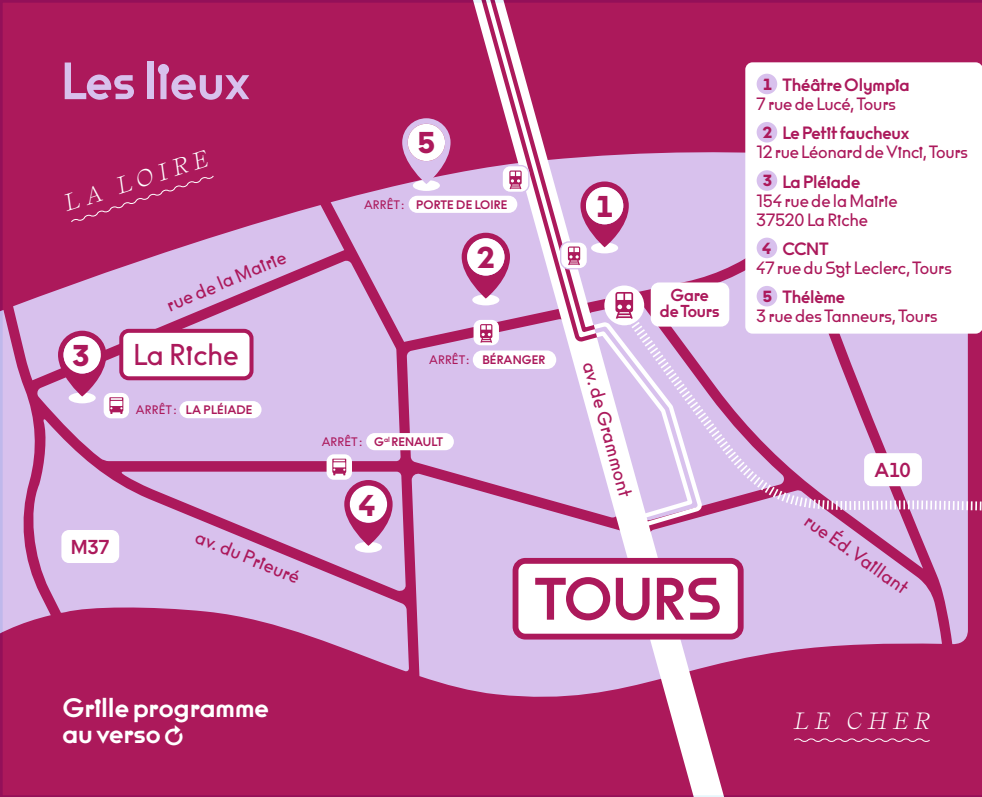 Les lieux
LA LOIRE
1 Théâtre Olympia
7 rue de Lucé, Tours
2 Le Petit faucheux
12 rue Léonard de Vinci, Tours
3 La Pléiade
154 rue de la Mairie
37520 La Riche
4 CCNT
47 rue du Sgt Leclerc, Tours
5 Thélème
3 rue des Tanneurs, Tours
5
ARRÊT : PORTE DE LOIRE
1
2
rue de la Mairie
Gare
de Tours
3
La Riche
ARRÊT : BÉRANGER
av. de Grammont
ARRÊT : LA PLÉIADE
ARRÊT : Gal RENAULT
A10
4
M37
av. du Prieuré
rue Éd. Vaillant
TOURS
Grille programme
au verso
LE CHER